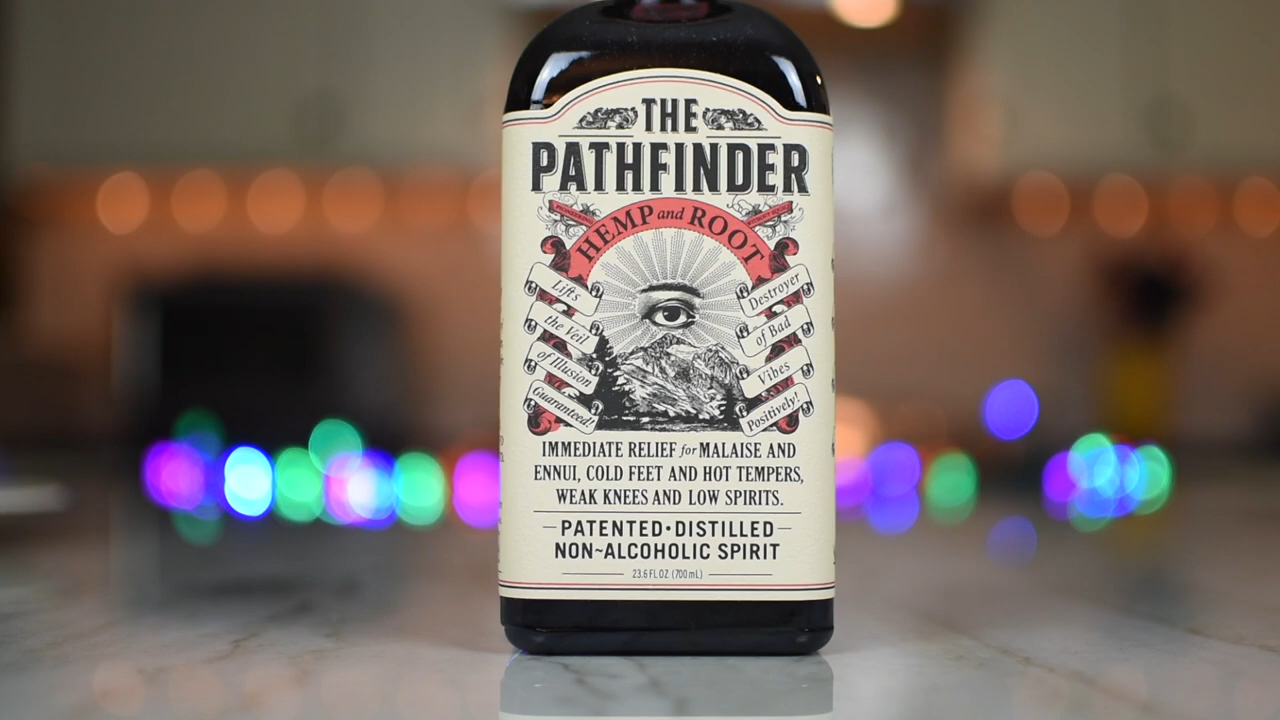 THE
PATHFINDER
HEMP and ROOT
Lifts
the Veil
of Illusion
Guaranteed!
Destroyer
of Bad
Vibes
Positively!
IMMEDIATE RELIEF for MALAISE AND
ENNUI, COLD FEET AND HOT TEMPERS,
WEAK KNEES AND LOW SPIRITS.
PATENTED•DISTILLED
NON~ALCOHOLIC SPIRIT
23.6 FL OZ (700 mL)